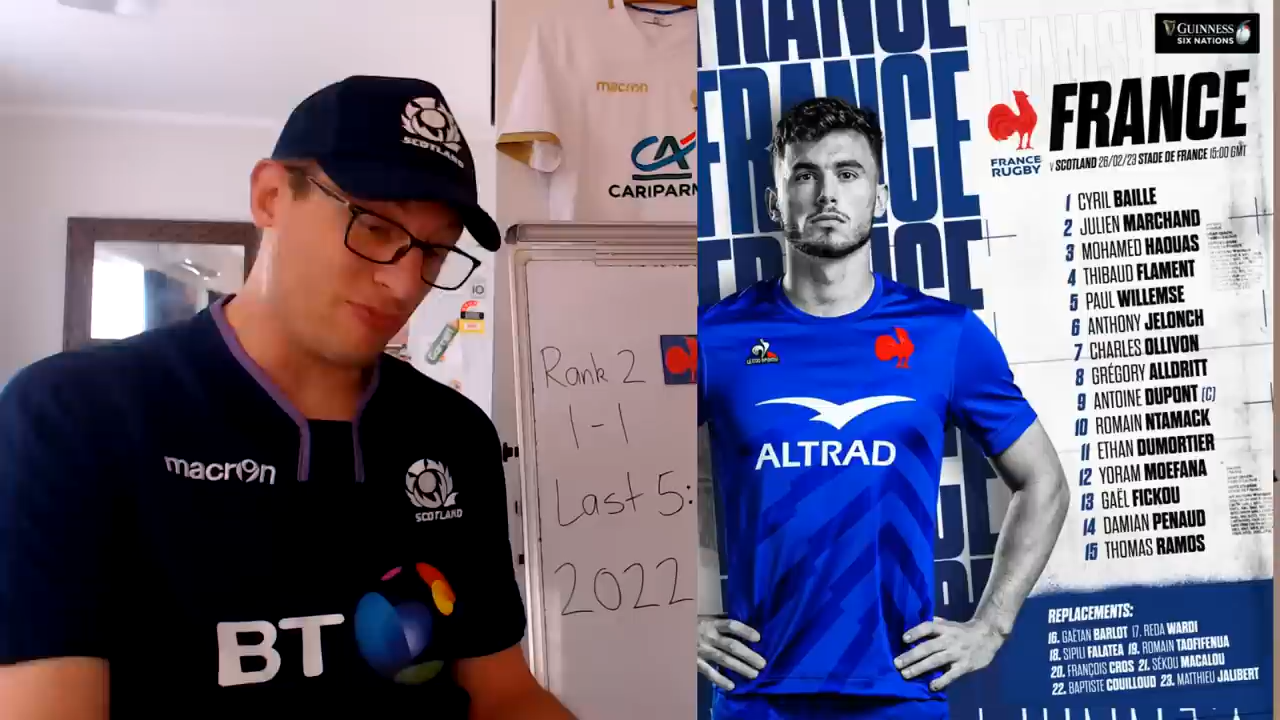 SCOTLAND
macron
SCOTLAND
BT
macron
CA
CARIPARM
Rank 2
1-1
Last 5:
2022
FRANCE
FRANCE
FRANCE
FRANCE
ALTRAD
GUINNESS
SIX NATIONS
FRANCE
FRANCE
RUGBY
V SCOTLAND 26/02/23 STADE DE FRANCE 15:00 GMT
1 CYRIL BAILLE
2 JULIEN MARCHAND
3 MOHAMED HAOUAS
4 THIBAUD FLAMENT
5 PAUL WILLEMSE
6 ANTHONY JELONCH
7 CHARLES OLLIVON
8 GRÉGORY ALLDRITT
9 ANTOINE DUPONT (C)
10 ROMAIN NTAMACK
11 ETHAN DUMORTIER
12 YORAM MOEFANA
13 GAËL FICKOU
14 DAMIAN PENAUD
15 THOMAS RAMOS
REPLACEMENTS:
16. GAËTAN BARLOT 17. REDA WARDI
18. SIPILI FALATEA 19. ROMAIN TAOFIFENUA
20. FRANÇOIS CROS 21. SÉKOU MACALOU
22. BAPTISTE COUILLOUD 23. MATTHIEU JALIBERT